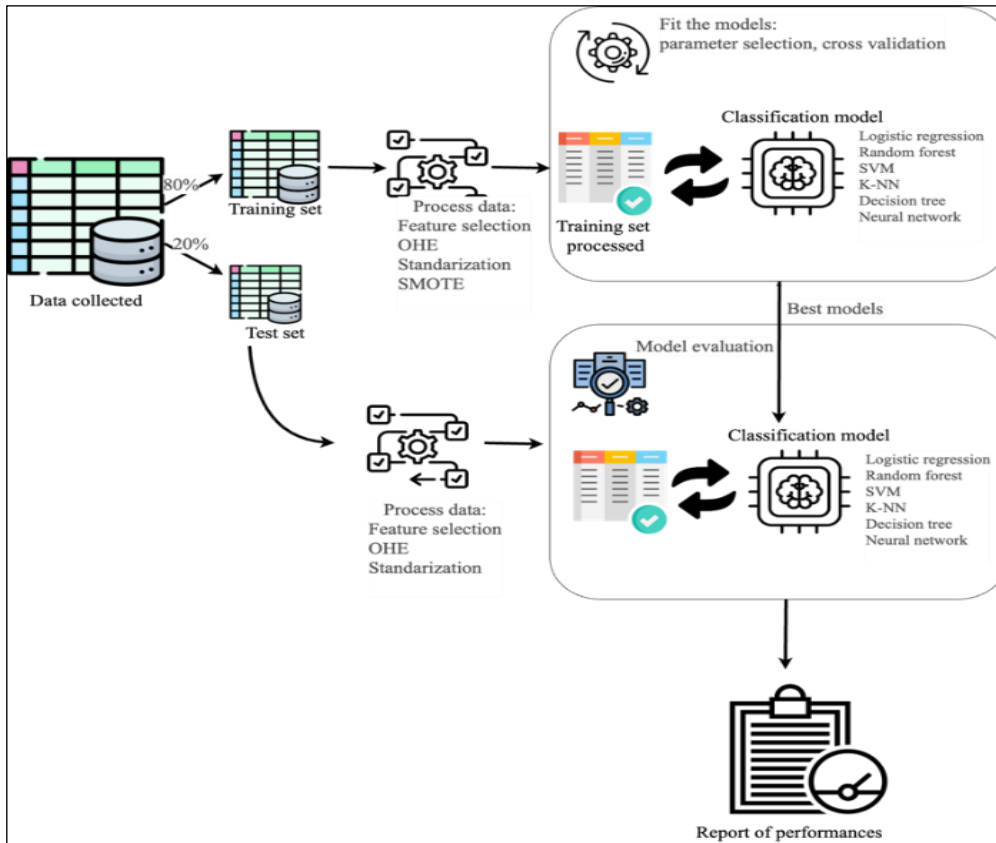 Fit the models:
parameter selection, cross validation
Classification model
Logistic regression
Random forest
SVM
K-NN
Decision tree
Neural network
80%
Training set
Process data:
Feature selection
OHE
Standarization
SMOTE
Training set
processed
20%
Data collected
Test set
Best models
Model evaluation
Classification model
Logistic regression
Random forest
SVM
K-NN
Decision tree
Neural network
Process data:
Feature selection
OHE
Standarization
Report of performances